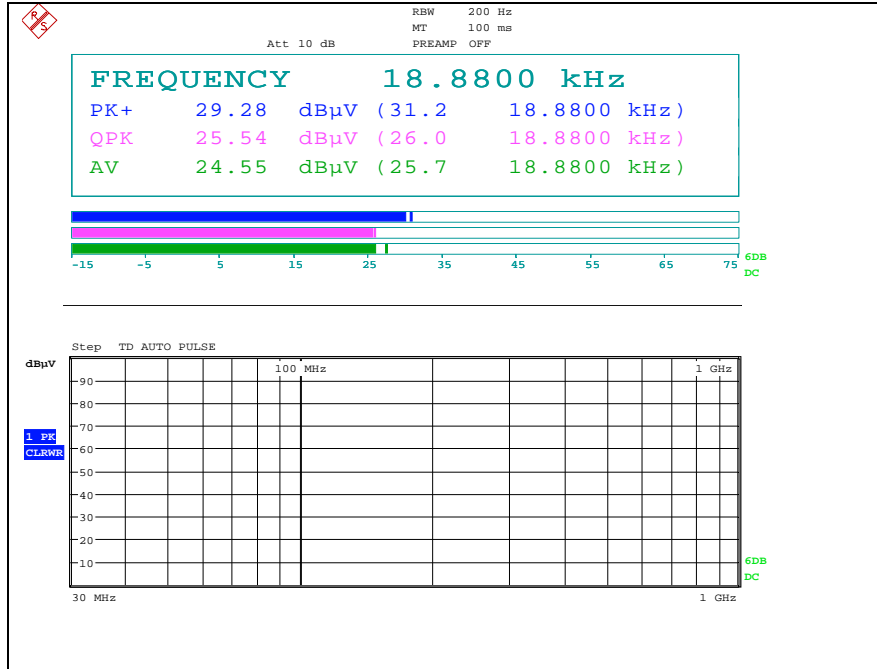 R
S
RBW 200 Hz
MT 100 ms
Att 10 dB PREAMP OFF
FREQUENCY 18.8800 kHz
PK+ 29.28 dBµV (31.2 18.8800 kHz)
QPK 25.54 dBµV (26.0 18.8800 kHz)
AV 24.55 dBµV (25.7 18.8800 kHz)
-15 -5 5 15 25 35 45 55 65 75
6DB
DC
Step TD AUTO PULSE
dBµV
100 MHz 1 GHz
90
80
70
1 PK
CLRWR
60
50
40
30
20
10
6DB
DC
30 MHz 1 GHz